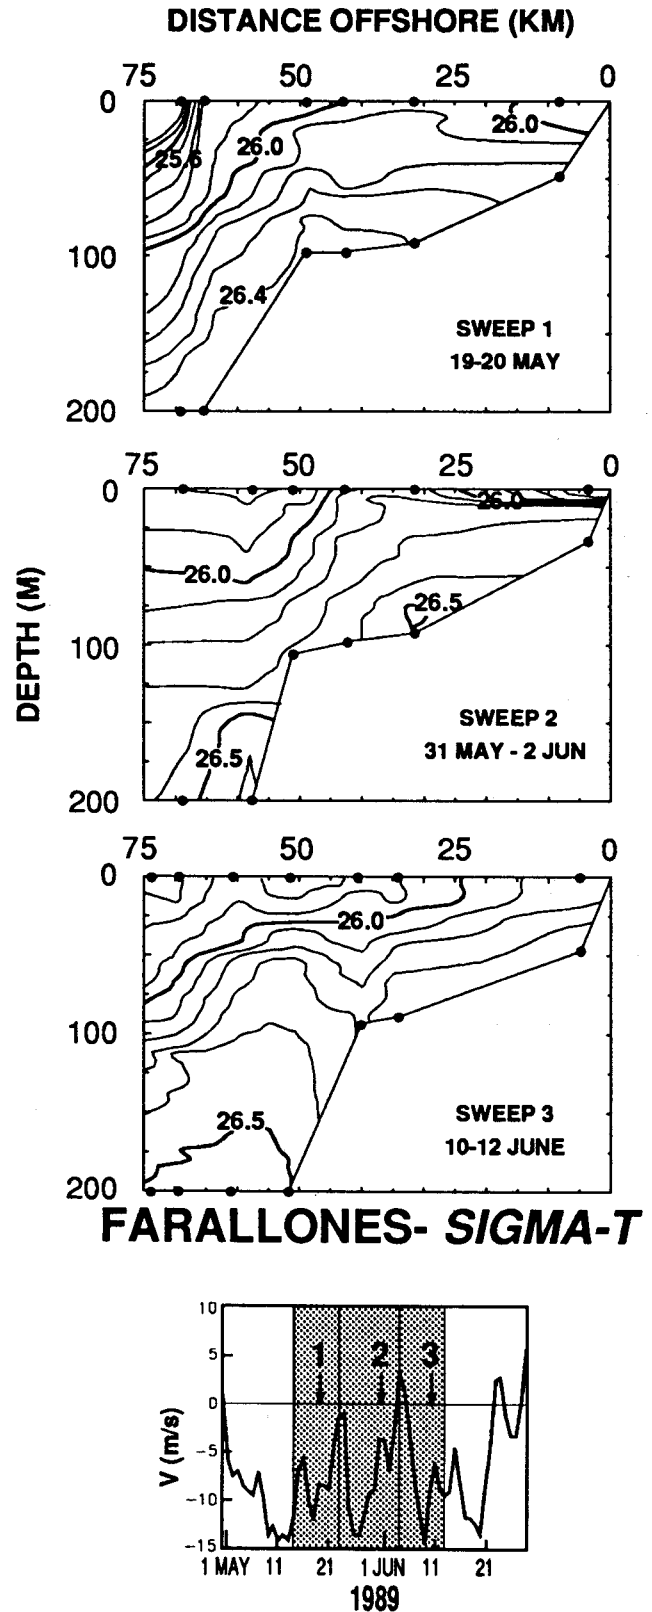 DISTANCE OFFSHORE (KM)
75 50 25 0
0
25.6 26.0 26.0
100
26.4
SWEEP 1
19-20 MAY
200
75 50 25 0
0
26.0
26.0
26.5
100
SWEEP 2
26.5 31 MAY - 2 JUN
200
DEPTH (M)
75 50 25 0
0
26.0
100
26.5 SWEEP 3
10-12 JUNE
200
FARALLONES- SIGMA-T
10
1 2 3
5
0
-5
-10
-15
V (m/s)
1 MAY 11 21 1 JUN 11 21
1989